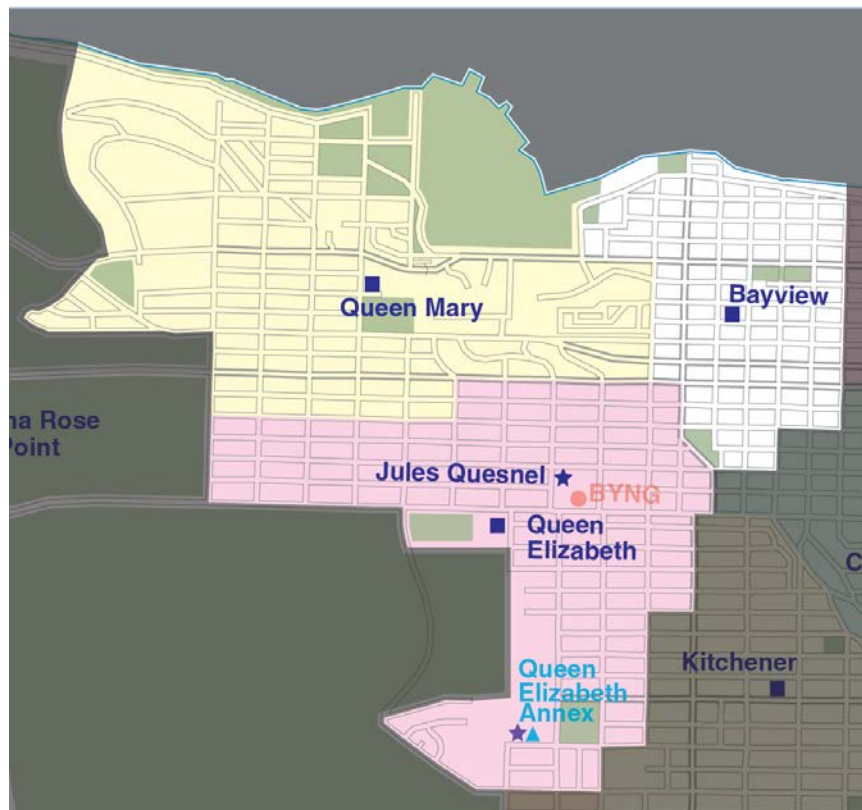 Queen Mary
Bayview
na Rose
Point
Jules Quesnel
BYNG
Queen
Elizabeth
C
Kitchener
Queen
Elizabeth
Annex